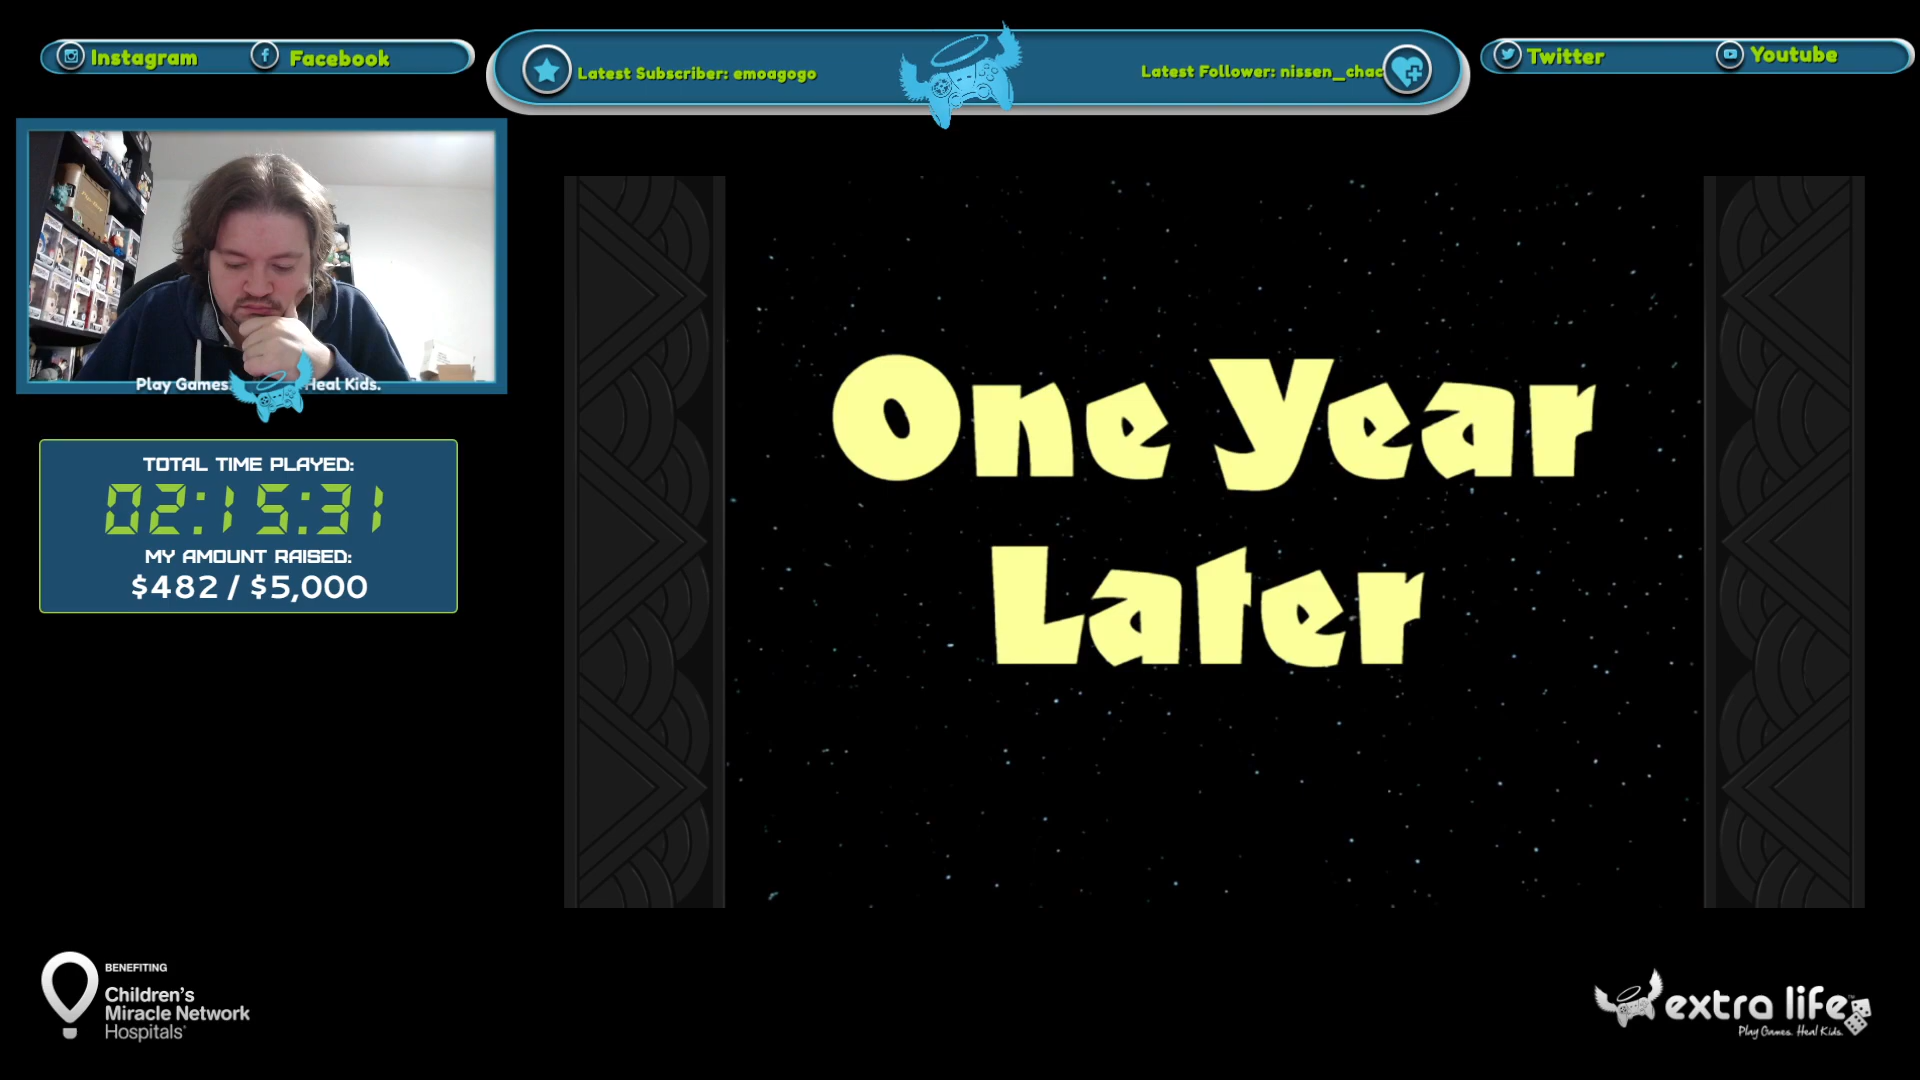 Instagram
Facebook
Latest Subscriber: emoagogo
Latest Follower: nissen_chac
Twitter
Youtube
Play Games. Heal Kids.
TOTAL TIME PLAYED:
02:15:31
MY AMOUNT RAISED:
$482 / $5,000
One Year
Later
BENEFITING
Children's
Miracle Network
Hospitals
extra life
Play Games. Heal Kids.